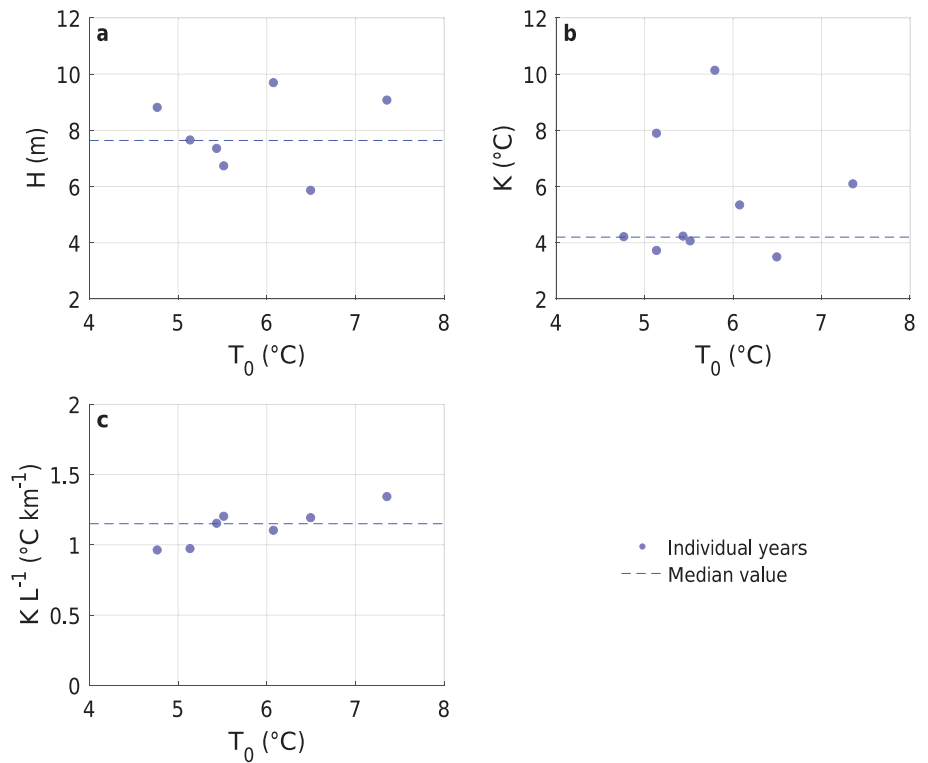 a
12
10
8
6
4
2
H (m)
4 5 6 7 8
T₀ (°C)
b
12
10
8
6
4
2
K (°C)
4 5 6 7 8
T₀ (°C)
c
2
1.5
1
0.5
0
K L⁻¹ (°C km⁻¹)
4 5 6 7 8
T₀ (°C)
Individual years
Median value